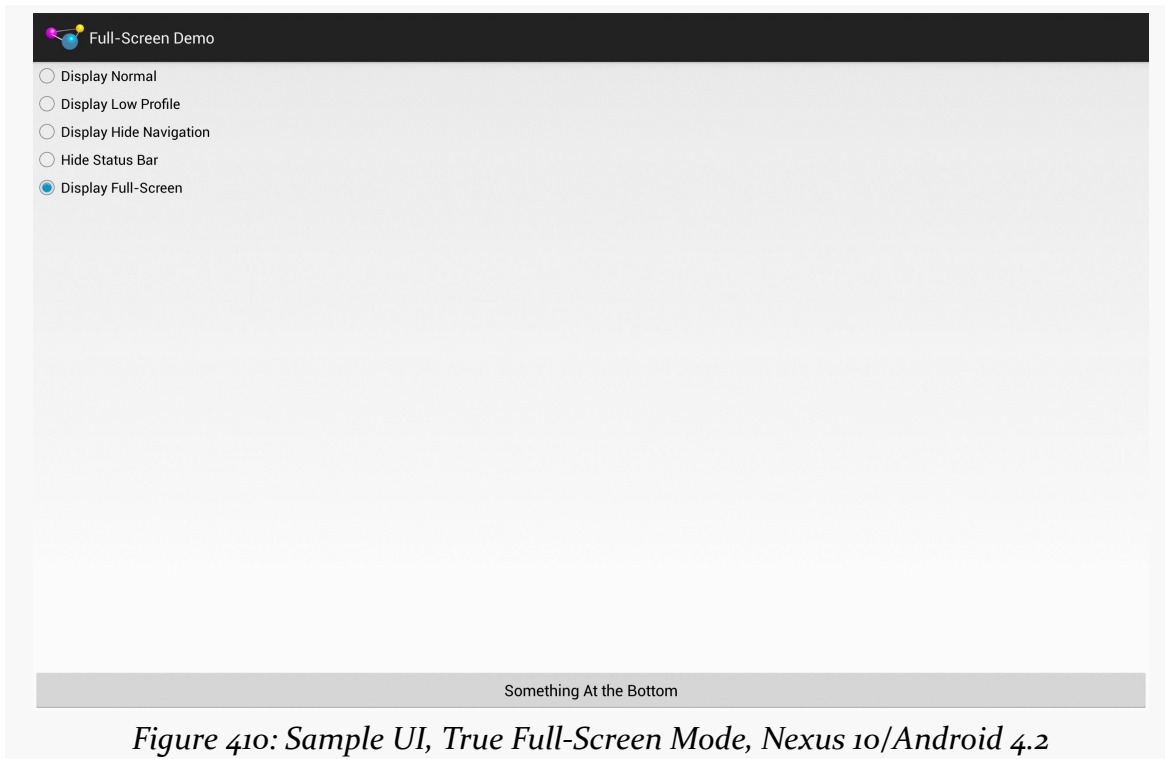 Full-Screen Demo
Display Normal
Display Low Profile
Display Hide Navigation
Hide Status Bar
Display Full-Screen
Something At the Bottom
Figure 410: Sample UI, True Full-Screen Mode, Nexus 10/Android 4.2